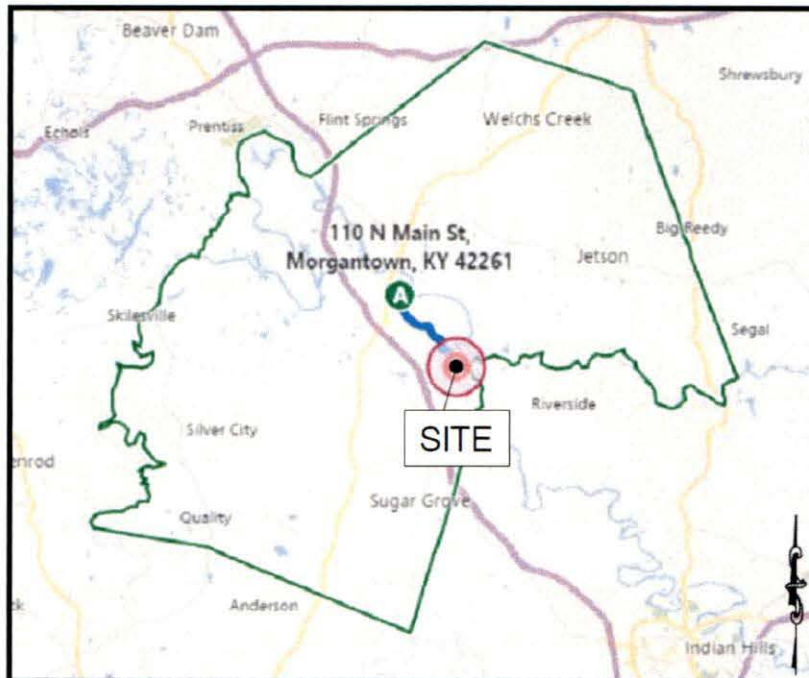 Beaver Dam
Shrewsbury
Echols
Prentiss
Flint Springs
Welchs Creek
110 N Main St,
Morgantown, KY 42261
Big Reedy
Jetson
A
Skilesville
Segal
Riverside
SITE
Silver City
enrod
Sugar Grove
Quality
Anderson
ck
Indian Hills